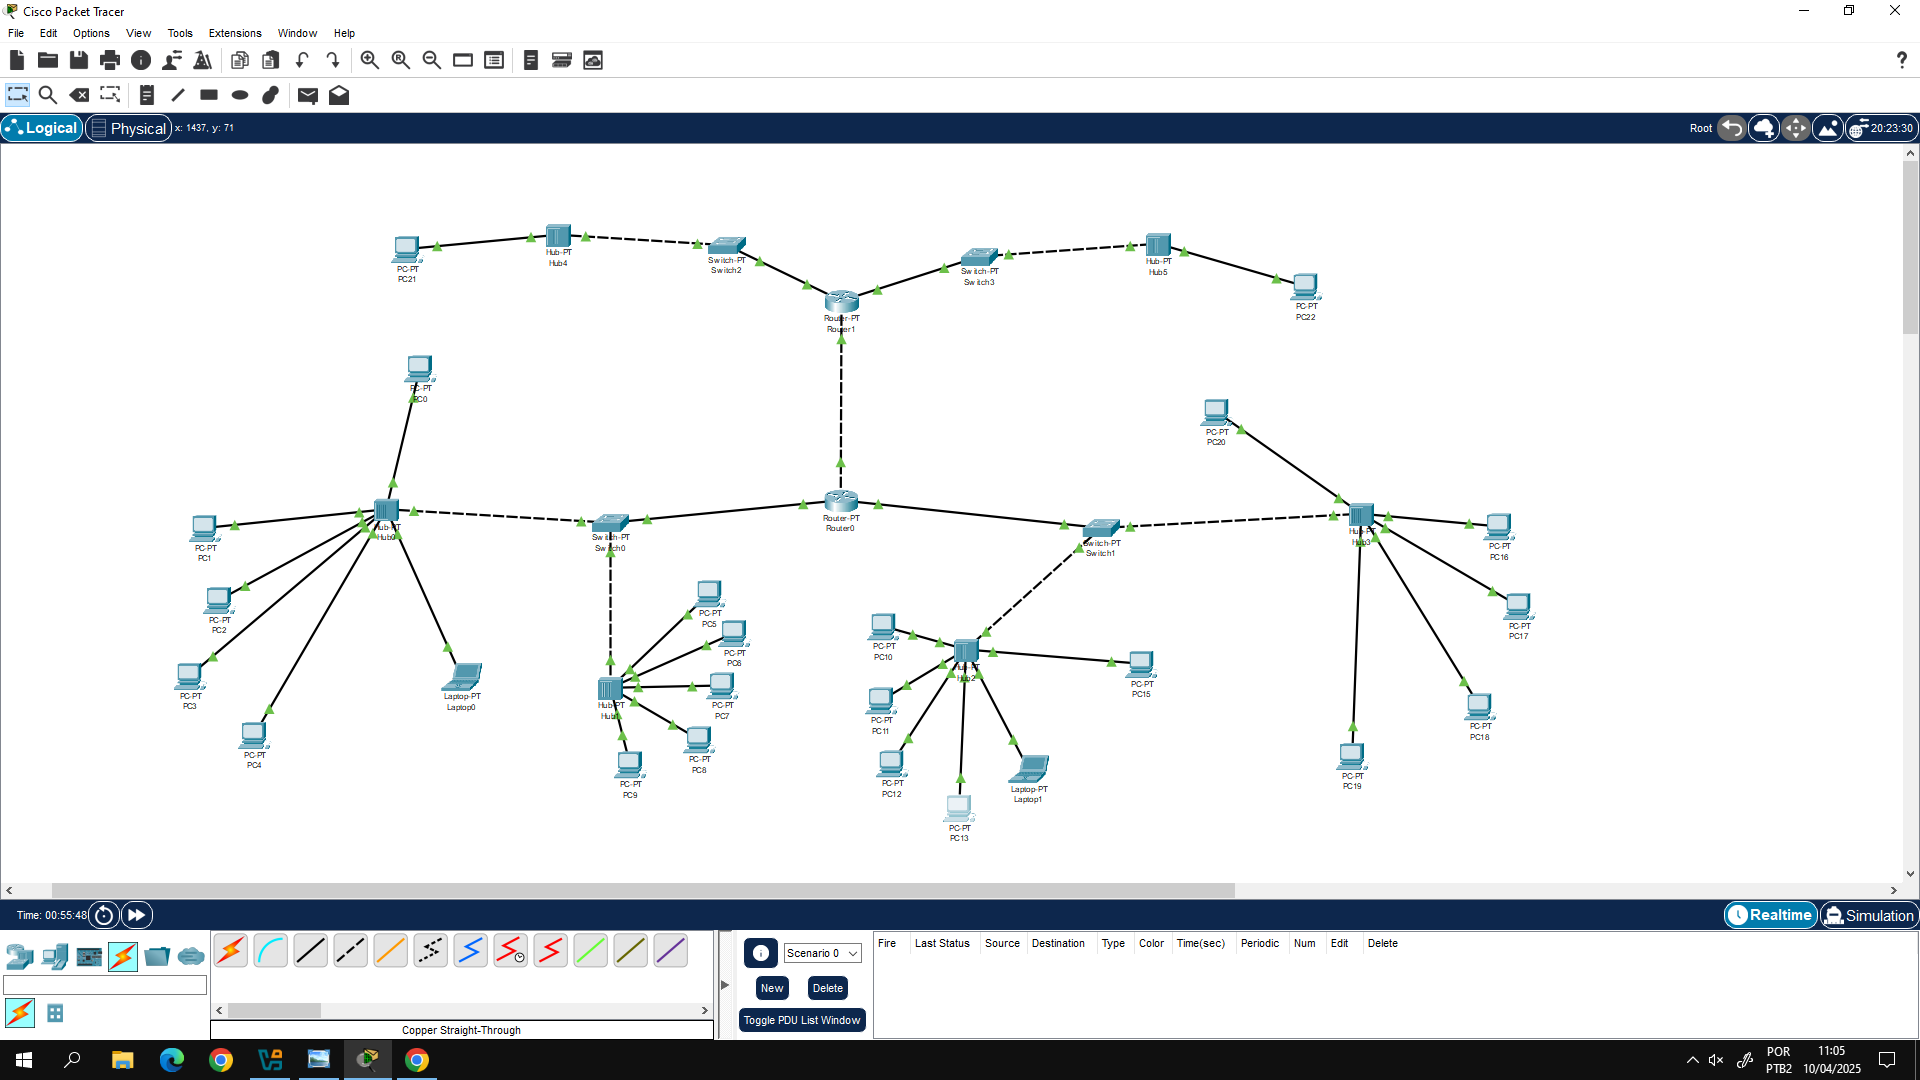 Cisco Packet Tracer
File Edit Options View Tools Extensions Window Help
Logical Physical x: 1437, y: 71 Root 20:23:30
PC-PT
PC21
Hub-PT
Hub4
Switch-PT
Switch2
Switch-PT
Switch3
Hub-PT
Hub5
PC-PT
PC22
Router-PT
Router1
PC-PT
PC0
PC-PT
PC20
PC-PT
PC1
Hub-PT
Hub0
Switch-PT
Switch0
Router-PT
Router0
Switch-PT
Switch1
Hub-PT
Hub3
PC-PT
PC16
PC-PT
PC2
PC-PT
PC5
PC-PT
PC17
PC-PT
PC6
PC-PT
PC10
Hub-PT
Hub2
PC-PT
PC15
PC-PT
PC3
Laptop-PT
Laptop0
Hub-PT
PC-PT
PC7
PC-PT
PC11
PC-PT
PC18
PC-PT
PC4
PC-PT
PC8
PC-PT
PC9
PC-PT
PC12
Laptop-PT
Laptop1
PC-PT
PC19
PC-PT
PC13
Time: 00:55:48
Realtime Simulation
Scenario 0
New Delete
Toggle PDU List Window
Fire Last Status Source Destination Type Color Time(sec) Periodic Num Edit Delete
Copper Straight-Through
POR
PTB2
11:05
10/04/2025